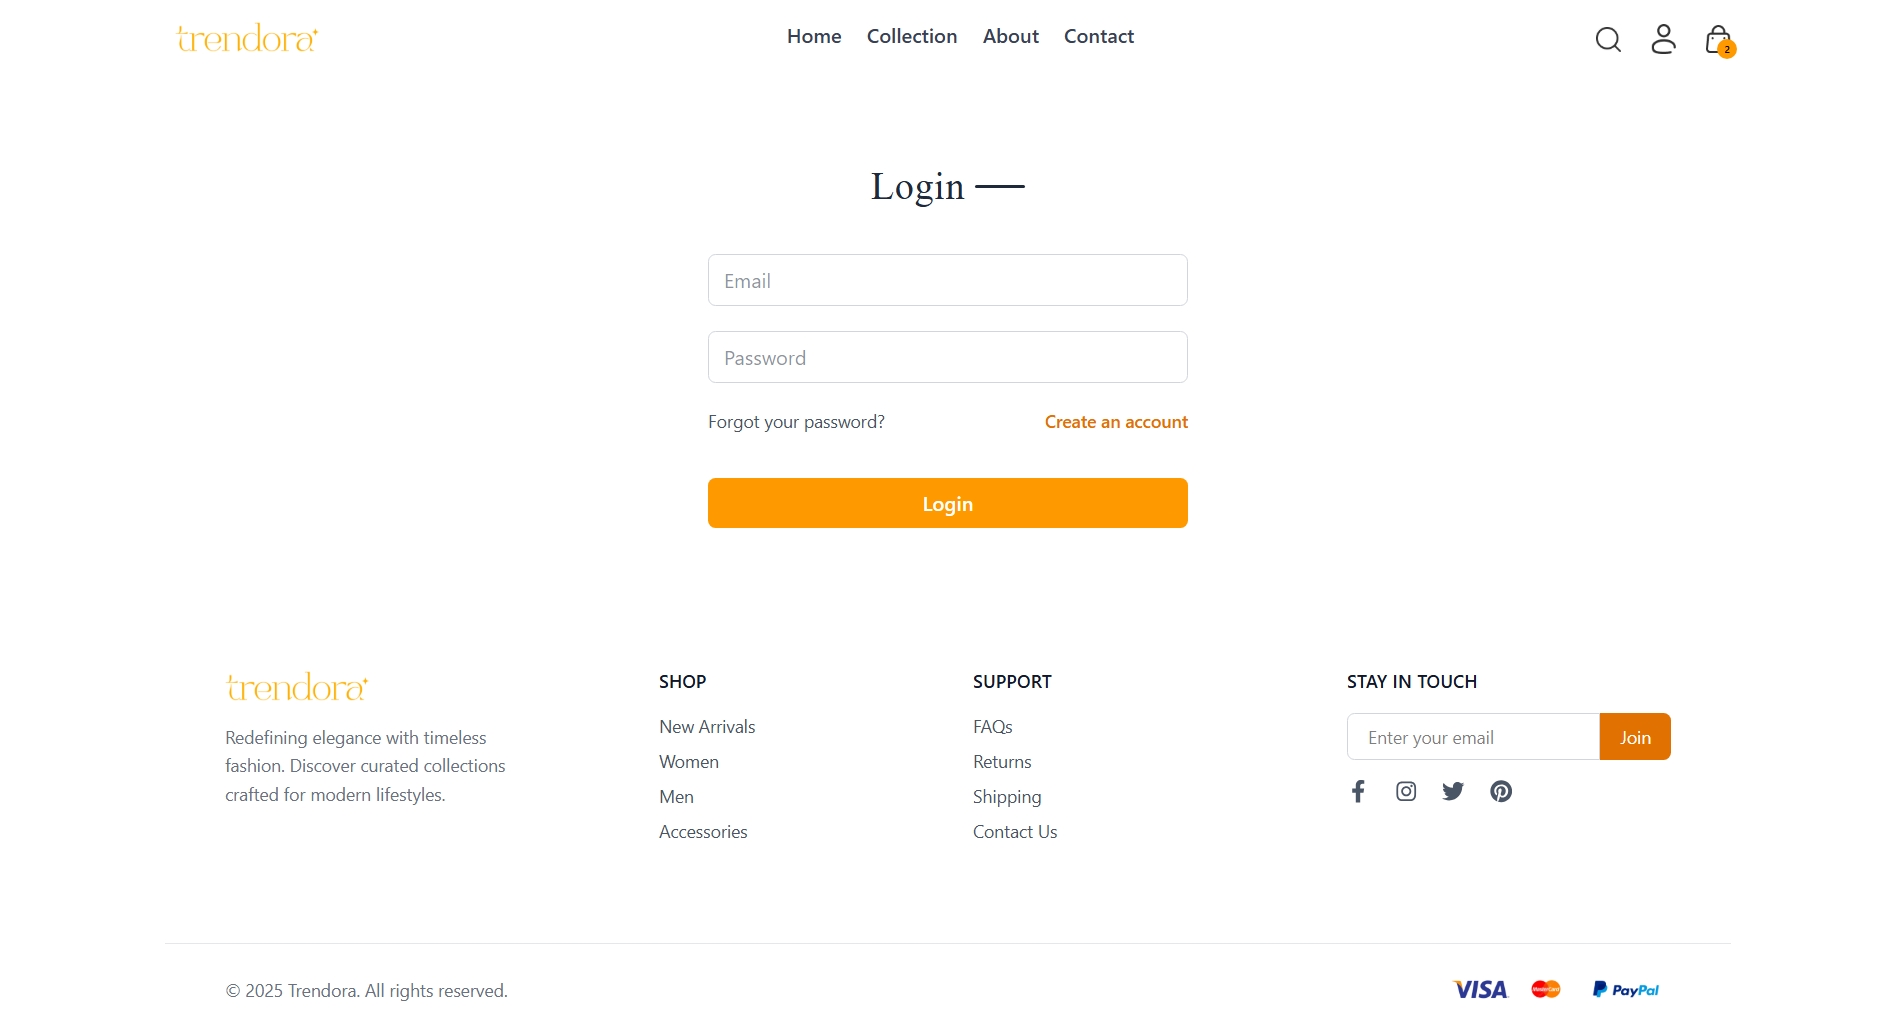 trendora
Home Collection About Contact
2
Login
Email
Password
Forgot your password? Create an account
Login
trendora
Redefining elegance with timeless
fashion. Discover curated collections
crafted for modern lifestyles.
SHOP
New Arrivals
Women
Men
Accessories
SUPPORT
FAQs
Returns
Shipping
Contact Us
STAY IN TOUCH
Enter your email Join
© 2025 Trendora. All rights reserved.
VISA MasterCard PayPal